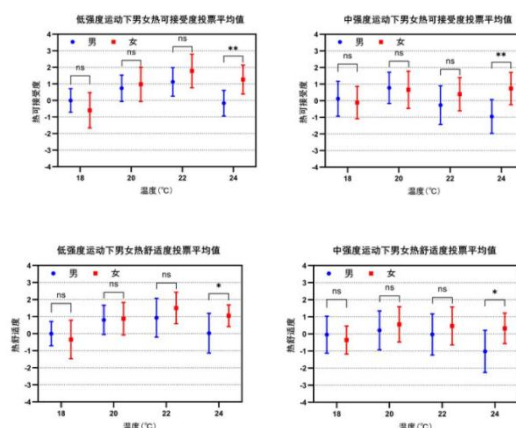 低强度运动下男女热可接受度投票平均值
男 女
ns ns ns **
热可接受度
4
3
2
1
0
-1
-2
-3
-4
18 20 22 24
温度(℃)
中强度运动下男女热可接受度投票平均值
男 女
ns ns ns **
热可接受度
4
3
2
1
0
-1
-2
-3
-4
18 20 22 24
温度(℃)
低强度运动下男女热舒适度投票平均值
男 女
ns ns ns *
热舒适度
4
3
2
1
0
-1
-2
-3
-4
18 20 22 24
温度(℃)
中强度运动下男女热舒适度投票平均值
男 女
ns ns ns *
热舒适度
4
3
2
1
0
-1
-2
-3
-4
18 20 22 24
温度(℃)